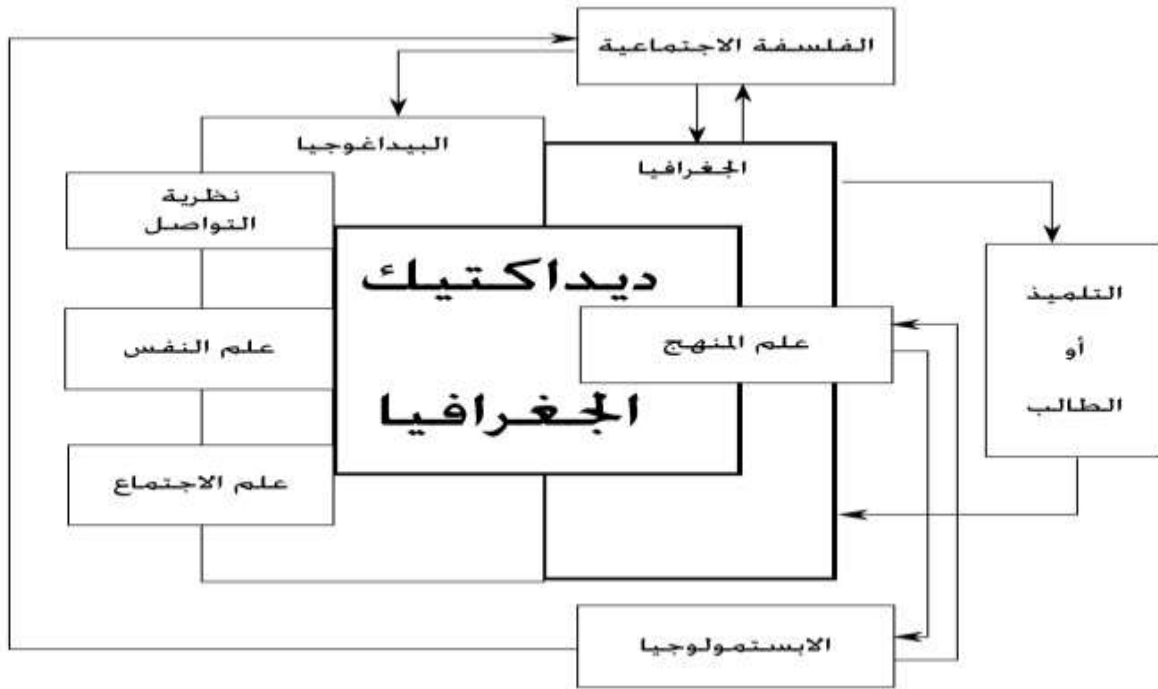 الفلسفة الاجتماعية
البيداغوجيا
الجغرافيا
نظرية
التواصل
ديداكتيك
الجغرافيا
التلميذ
أو
الطالب
علم المنهج
علم النفس
علم الاجتماع
الابستمولوجيا